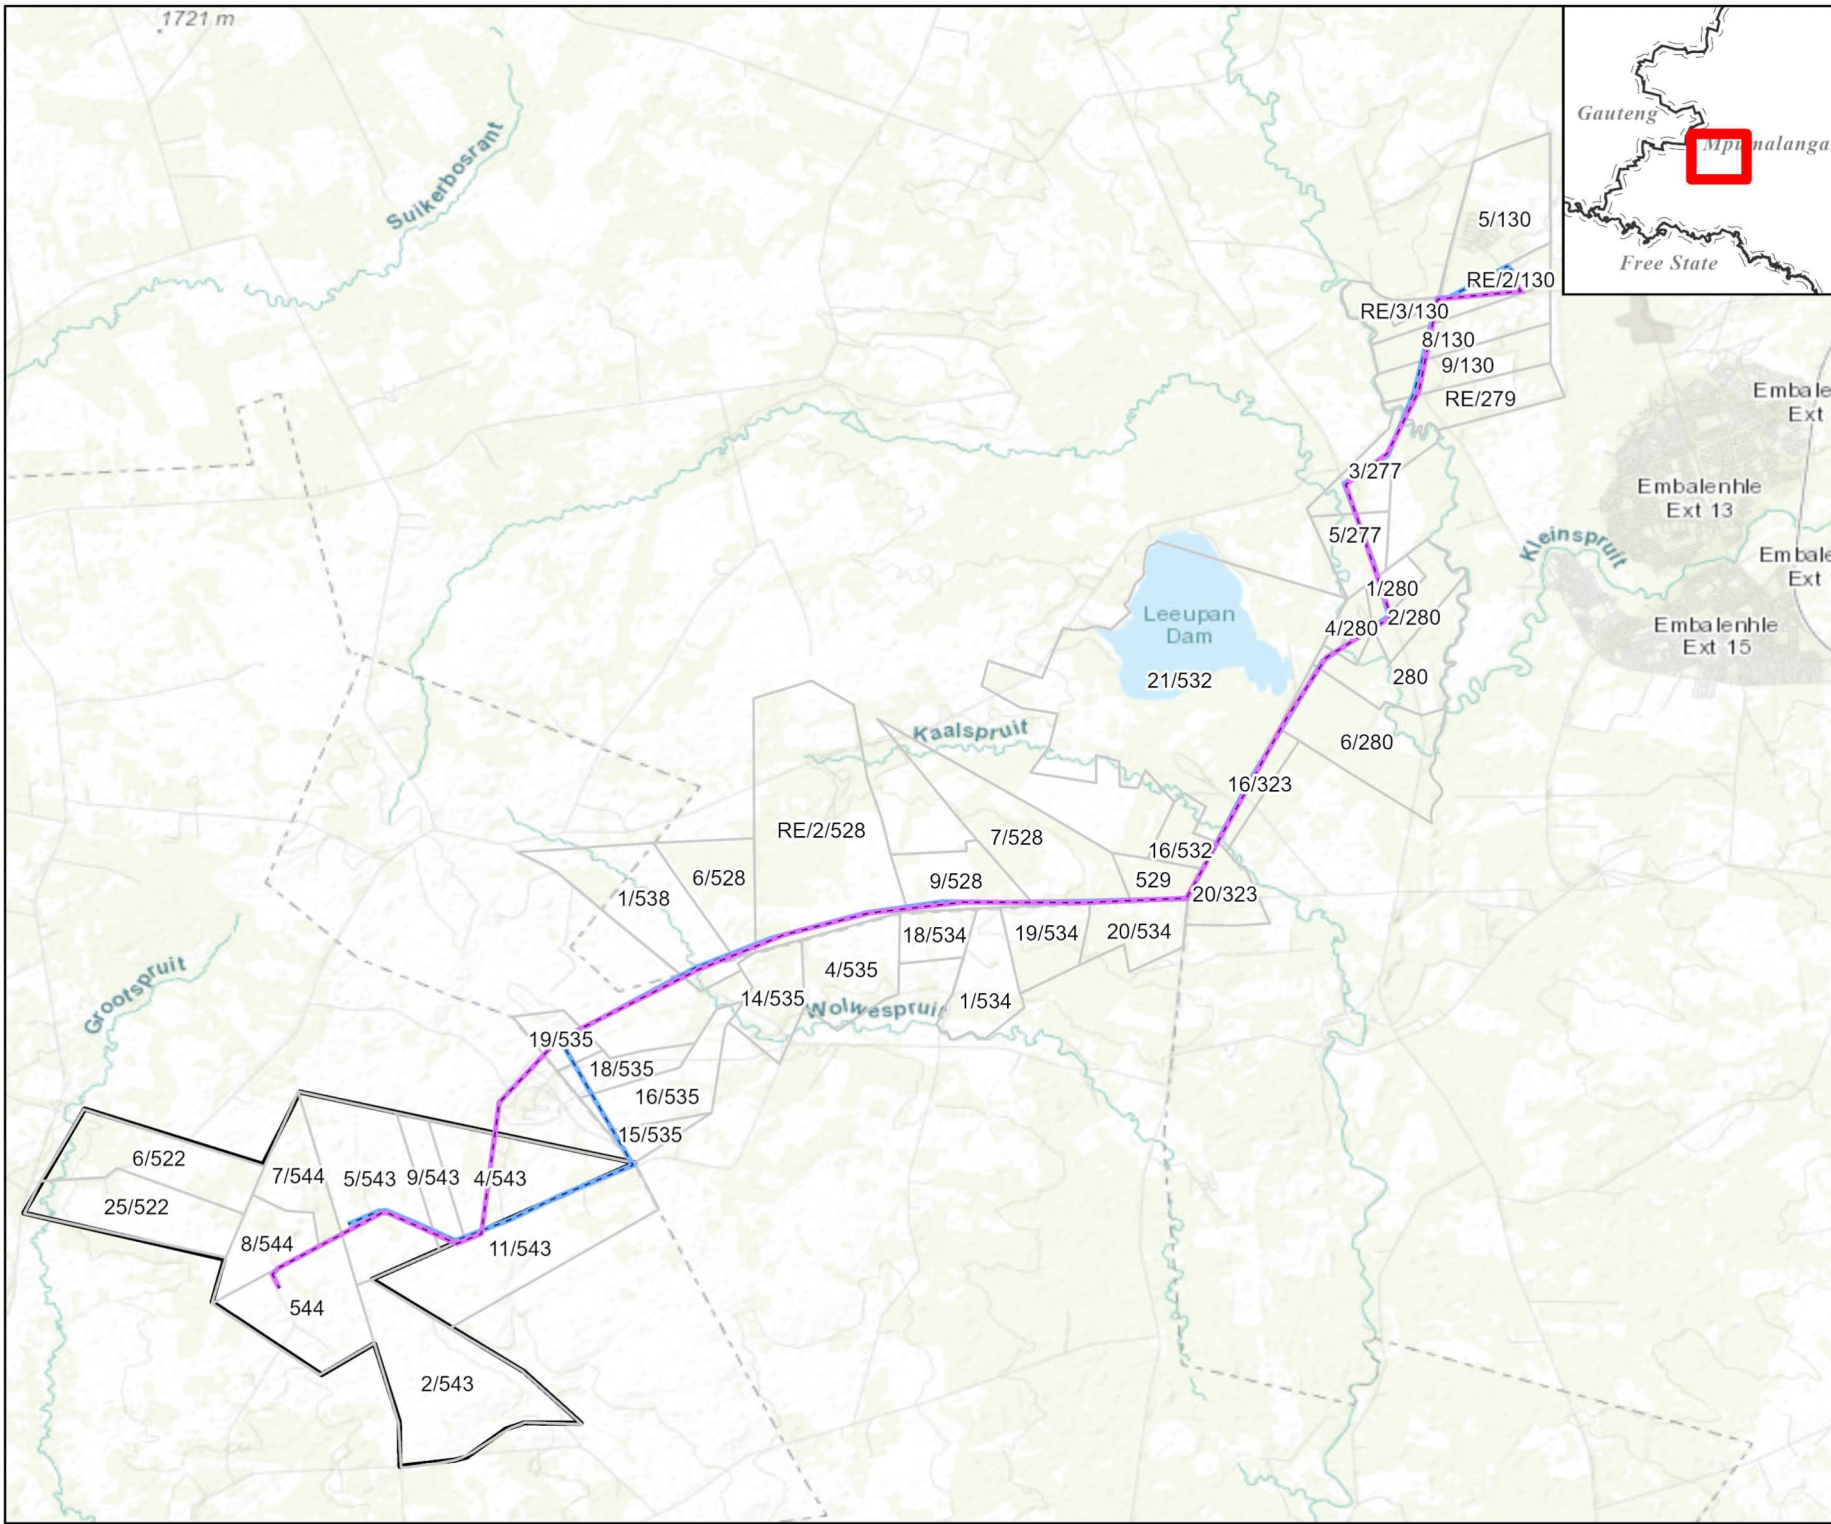 1721 m
Suikerbosrant
Gauteng
Mpumalanga
Free State
5/130
RE/2/130
RE/3/130
8/130
9/130
RE/279
Embale
Ext
3/277
Embalenhle
Ext 13
5/277
Kleinspruit
Embale
Ext
1/280
2/280
4/280
Leeupan
Dam
Embalenhle
Ext 15
21/532
280
Kaalspruit
6/280
16/323
RE/2/528
7/528
16/532
6/528
9/528
529
1/538
20/323
18/534
19/534
20/534
4/535
Grootspruit
14/535
1/534
Wolwespruit
19/535
18/535
16/535
15/535
6/522
7/544
5/543
9/543
4/543
25/522
8/544
11/543
544
2/543